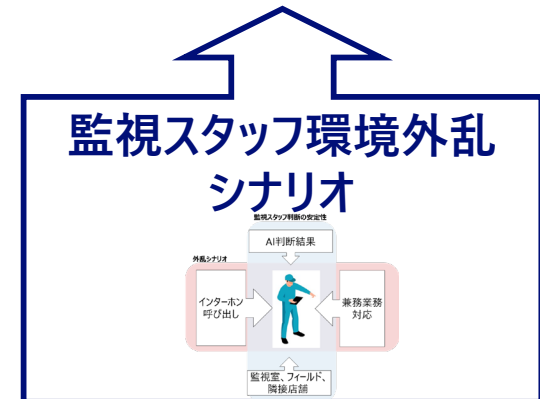 監視スタッフ環境外乱
シナリオ
監視スタッフ判断の安定性
AI判断結果
外乱シナリオ
インターホン
呼び出し
兼務業務
対応
監視室、フィールド、
隣接店舗